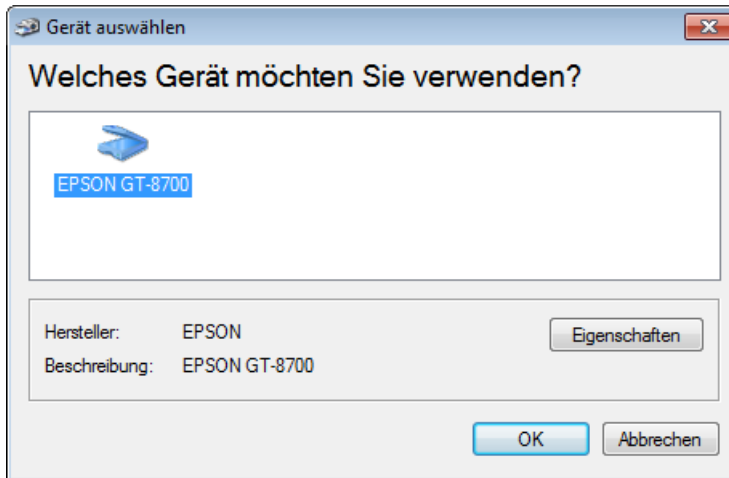 Gerät auswählen
Welches Gerät möchten Sie verwenden?
EPSON GT-8700
Hersteller: EPSON
Eigenschaften
Beschreibung: EPSON GT-8700
OK Abbrechen